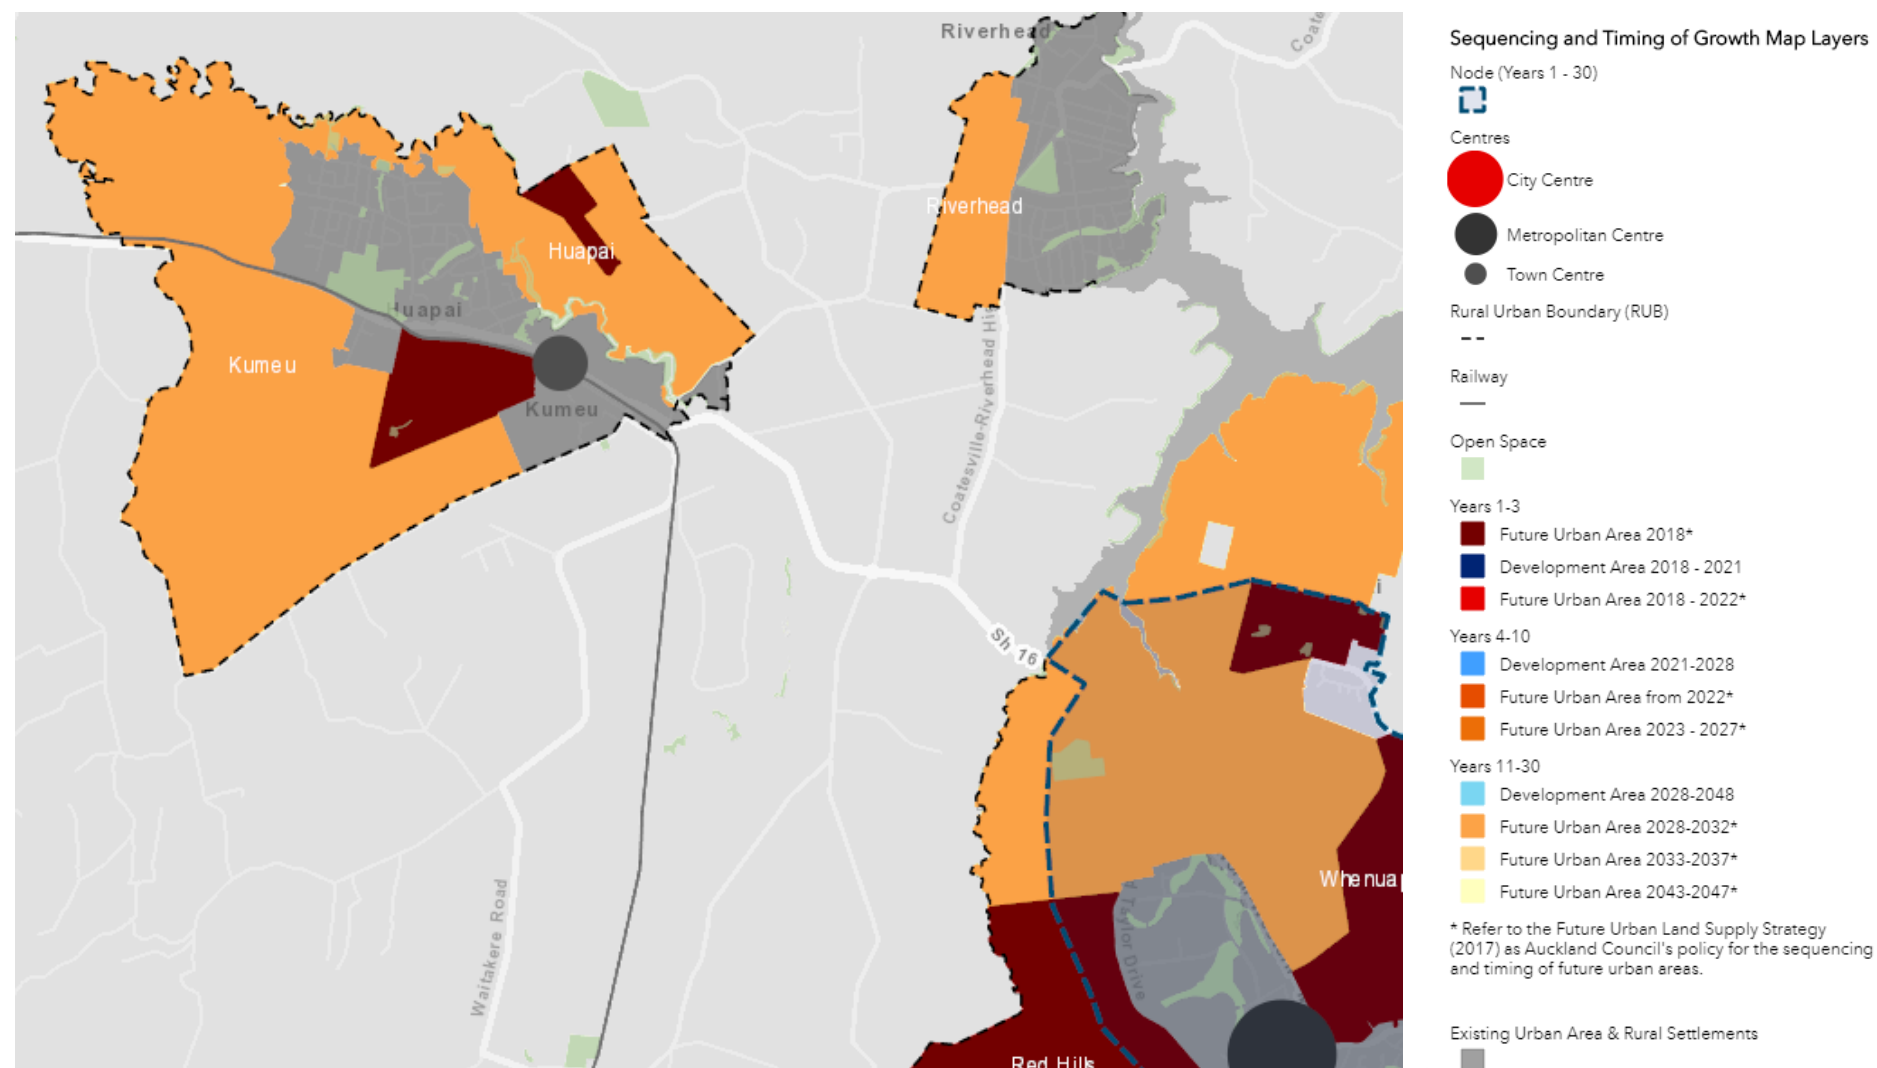 Riverhead
Coate
Riverhead
Huapai
Huapai
Kumeu
Kumeu
Coatesville-Riverhead Hi
Sh 16
i
Whenuap
Taylor Drive
Waitakere Road
Red Hills
Sequencing and Timing of Growth Map Layers
Node (Years 1 - 30)
Centres
City Centre
Metropolitan Centre
Town Centre
Rural Urban Boundary (RUB)
Railway
Open Space
Years 1-3
Future Urban Area 2018*
Development Area 2018 - 2021
Future Urban Area 2018 - 2022*
Years 4-10
Development Area 2021-2028
Future Urban Area from 2022*
Future Urban Area 2023 - 2027*
Years 11-30
Development Area 2028-2048
Future Urban Area 2028-2032*
Future Urban Area 2033-2037*
Future Urban Area 2043-2047*
* Refer to the Future Urban Land Supply Strategy
(2017) as Auckland Council's policy for the sequencing
and timing of future urban areas.
Existing Urban Area & Rural Settlements